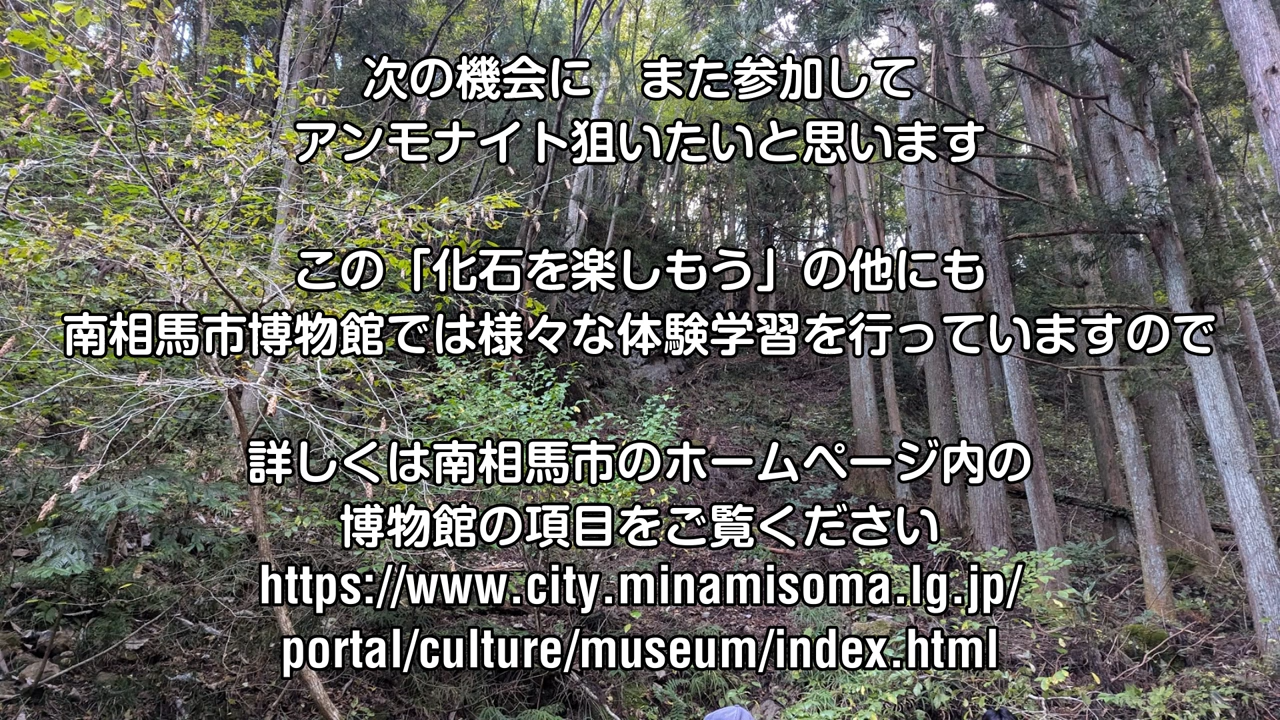 次の機会に　また参加して
アンモナイト狙いたいと思います
この「化石を楽しもう」の他にも
南相馬市博物館では様々な体験学習を行っていますので
詳しくは南相馬市のホームページ内の
博物館の項目をご覧ください
https://www.city.minamisoma.lg.jp/
portal/culture/museum/index.html